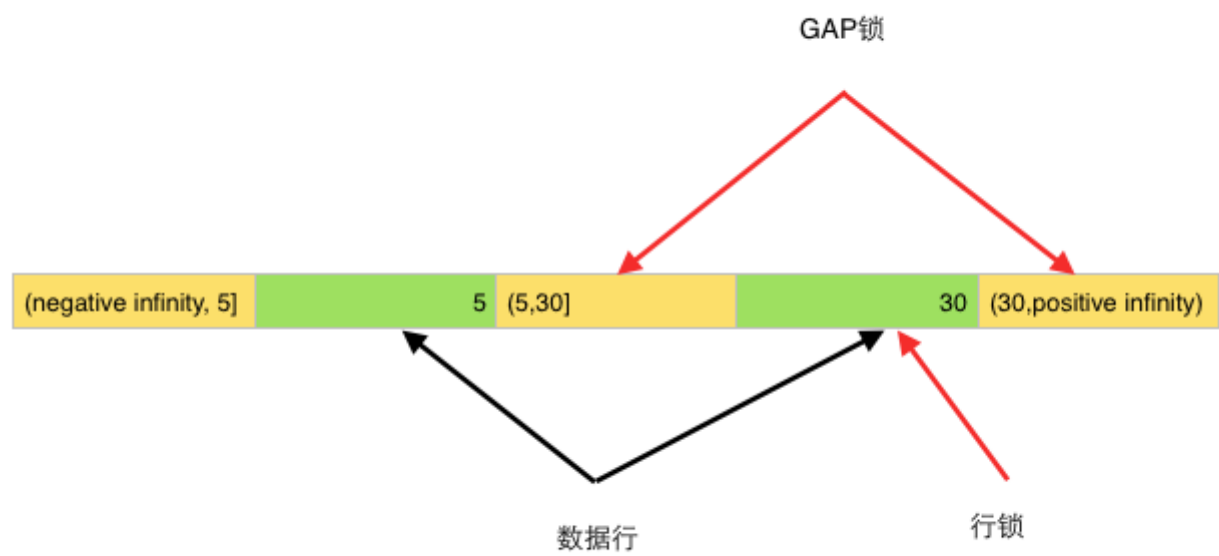 GAP锁
(negative infinity, 5] 5 (5,30] 30 (30,positive infinity)
数据行
行锁